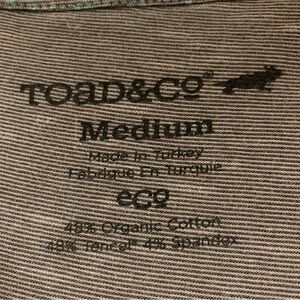 TOAD&CO®
Medium
Made In Turkey
Fabriqué En Turquie
eco
48% Organic Cotton
48% Tencel® 4% Spandex